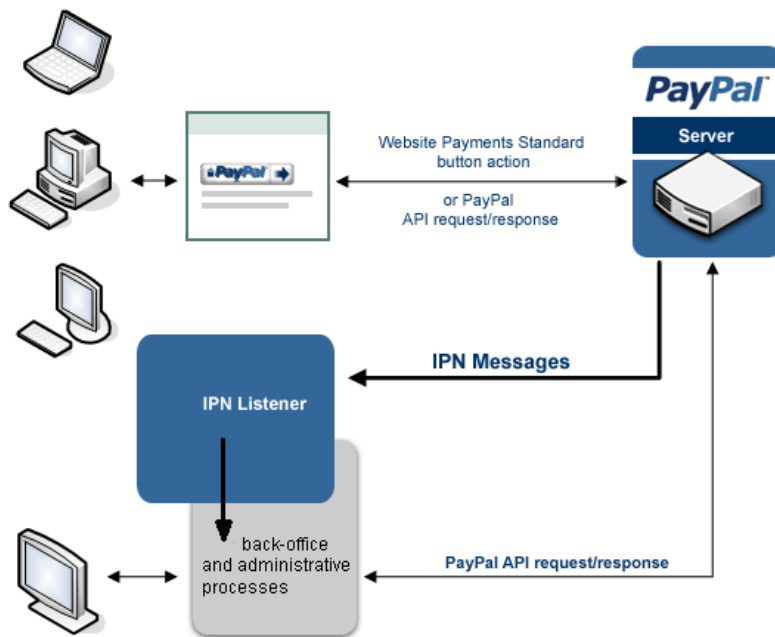 PayPal™
Server
PayPal
Website Payments Standard
button action
or PayPal
API request/response
IPN Messages
IPN Listener
back-office
and administrative
processes
PayPal API request/response